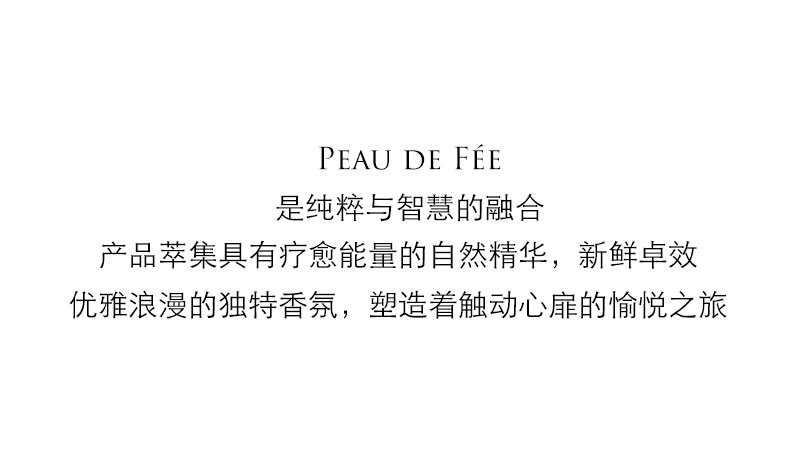 Peau de Fée
是纯粹与智慧的融合
产品萃集具有疗愈能量的自然精华，新鲜卓效
优雅浪漫的独特香氛，塑造着触动心扉的愉悦之旅